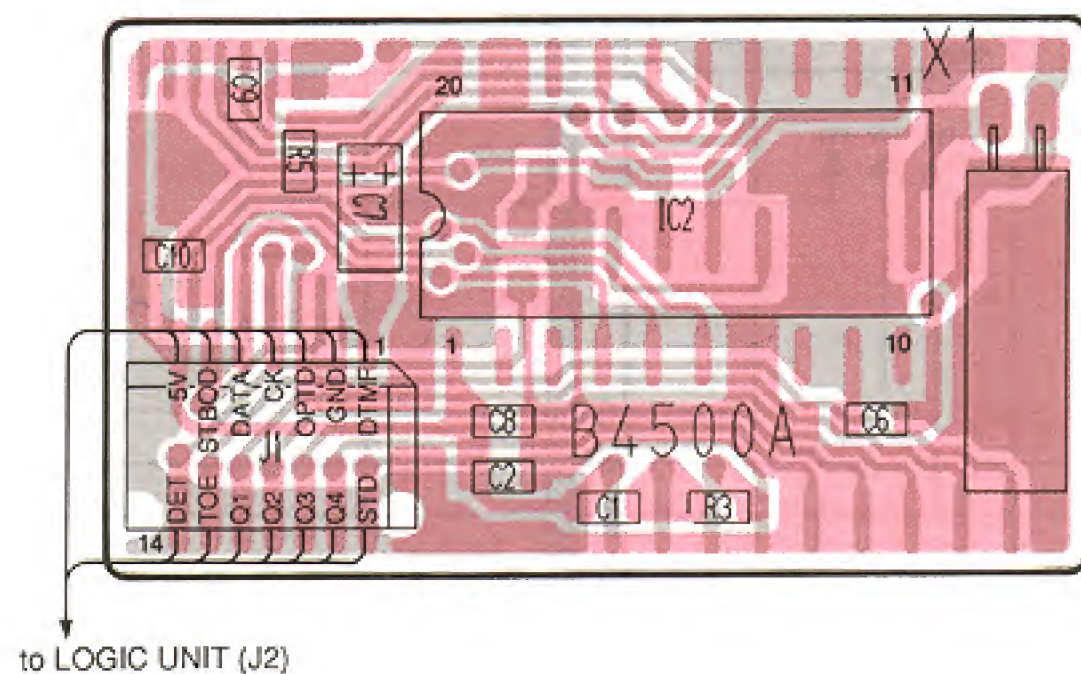 X1
C9
20
11
R5
C7
IC2
C10
1
1
10
5V STBOD DATA CK OPTD GND DTMF
J1
DET TOE Q1 Q2 Q3 Q4 STD
14
C8
B4500A
C6
C2
C1
R3
to LOGIC UNIT (J2)